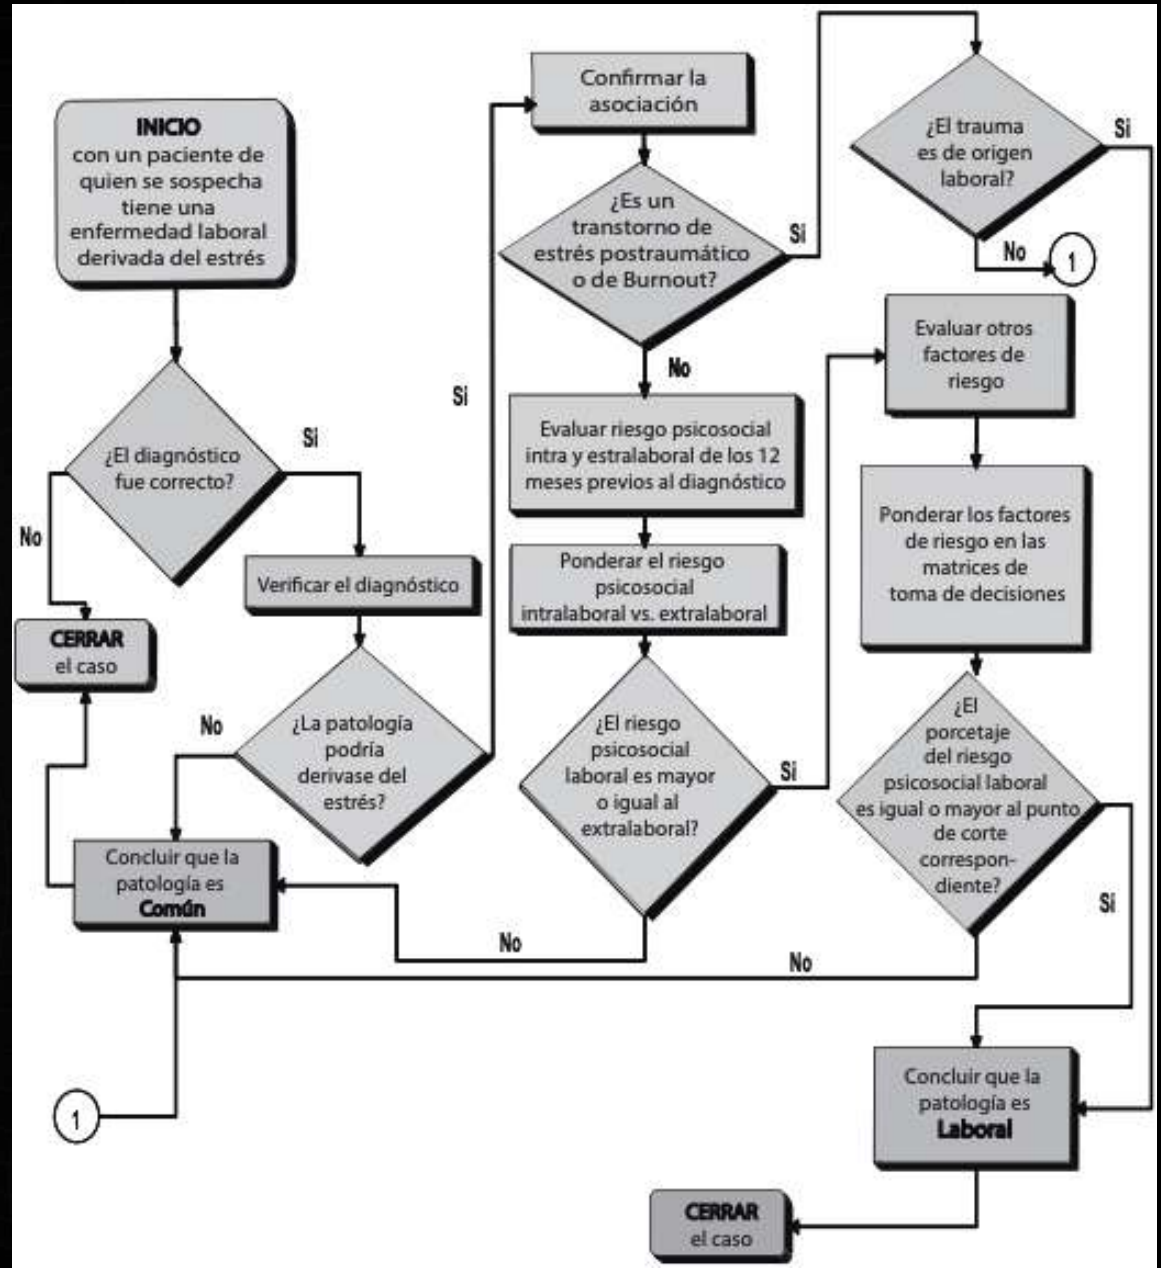 INICIO
con un paciente de
quien se sospecha
tiene una
enfermedad laboral
derivada del estrés
¿El diagnóstico
fue correcto?
No
Si
CERRAR
el caso
Verificar el diagnóstico
¿La patología
podría
derivase del
estrés?
No
Si
Concluir que la
patología es
Común
1
Confirmar la
asociación
¿Es un
transtorno de
estrés postraumático
o de Burnout?
Si
No
Evaluar riesgo psicosocial
intra y estralaboral de los 12
meses previos al diagnóstico
Ponderar el riesgo
psicosocial
intralaboral vs. extralaboral
¿El riesgo
psicosocial
laboral es mayor
o igual al
extralaboral?
Si
No
¿El trauma
es de origen
laboral?
Si
No
1
Evaluar otros
factores de
riesgo
Ponderar los factores
de riesgo en las
matrices de
toma de decisiones
¿El
porcetaje
del riesgo
psicosocial laboral
es igual o mayor al punto
de corte
correspon-
diente?
Si
No
Concluir que la
patología es
Laboral
CERRAR
el caso